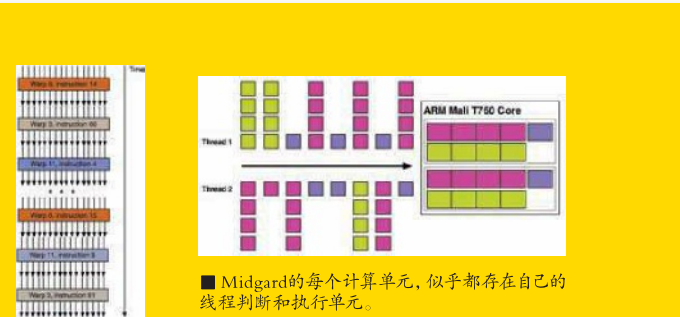 Warp 8, instruction 14
Warp 3, instruction 60
Warp 11, instruction 4
Warp 8, instruction 15
Warp 11, instruction 5
Warp 3, instruction 61
Thread 1
Thread 2
ARM Mali T760 Core
■ Midgard的每个计算单元，似乎都存在自己的
线程判断和执行单元。